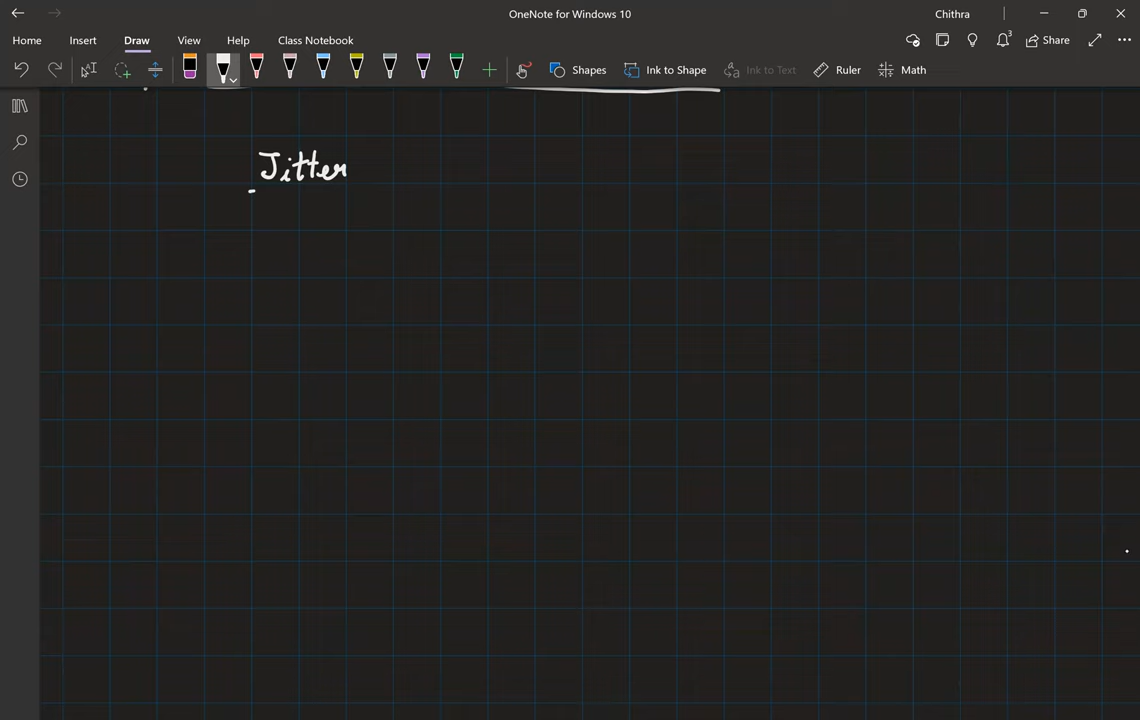 OneNote for Windows 10
Chithra
Home Insert Draw View Help Class Notebook
3 Share
Shapes Ink to Shape Ink to Text Ruler Math
Jitter